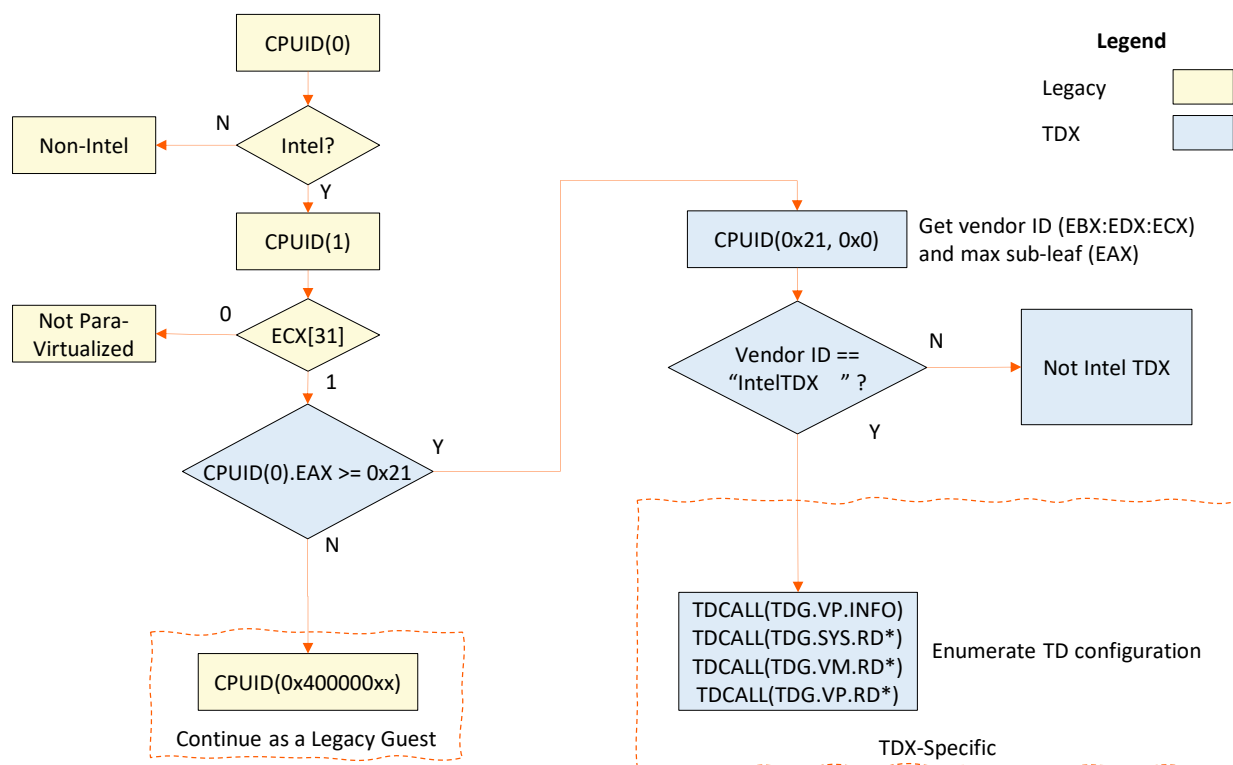 CPUID(0)
Legend
Legacy
TDX
N
Non-Intel
Intel?
Y
CPUID(1)
CPUID(0x21, 0x0)
Get vendor ID (EBX:EDX:ECX)
and max sub-leaf (EAX)
0
Not Para-
Virtualized
ECX[31]
1
Vendor ID ==
“IntelTDX    ” ?
N
Not Intel TDX
Y
CPUID(0).EAX >= 0x21
Y
N
TDCALL(TDG.VP.INFO)
TDCALL(TDG.SYS.RD*)
TDCALL(TDG.VM.RD*)
TDCALL(TDG.VP.RD*)
Enumerate TD configuration
CPUID(0x400000xx)
Continue as a Legacy Guest
TDX-Specific